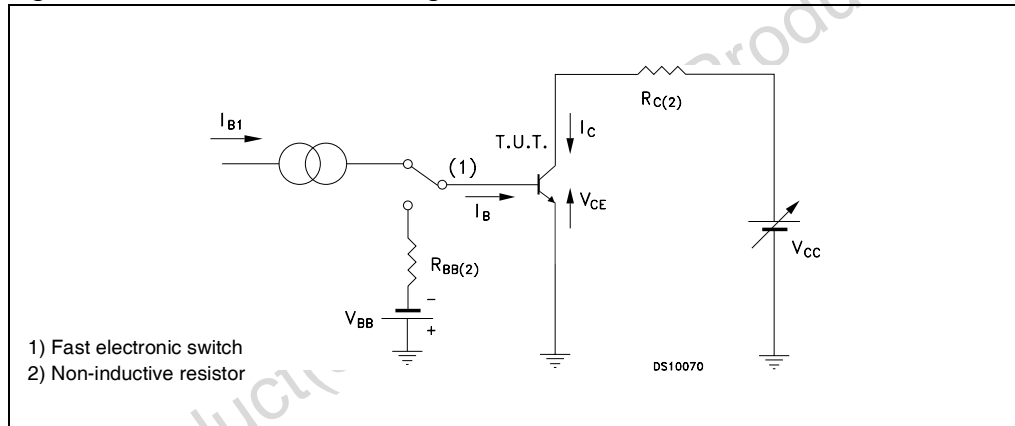 I_B1
(1)
I_B
T.U.T.
I_C
V_CE
R_C(2)
V_CC
R_BB(2)
V_BB
−
+
DS10070
1) Fast electronic switch
2) Non-inductive resistor